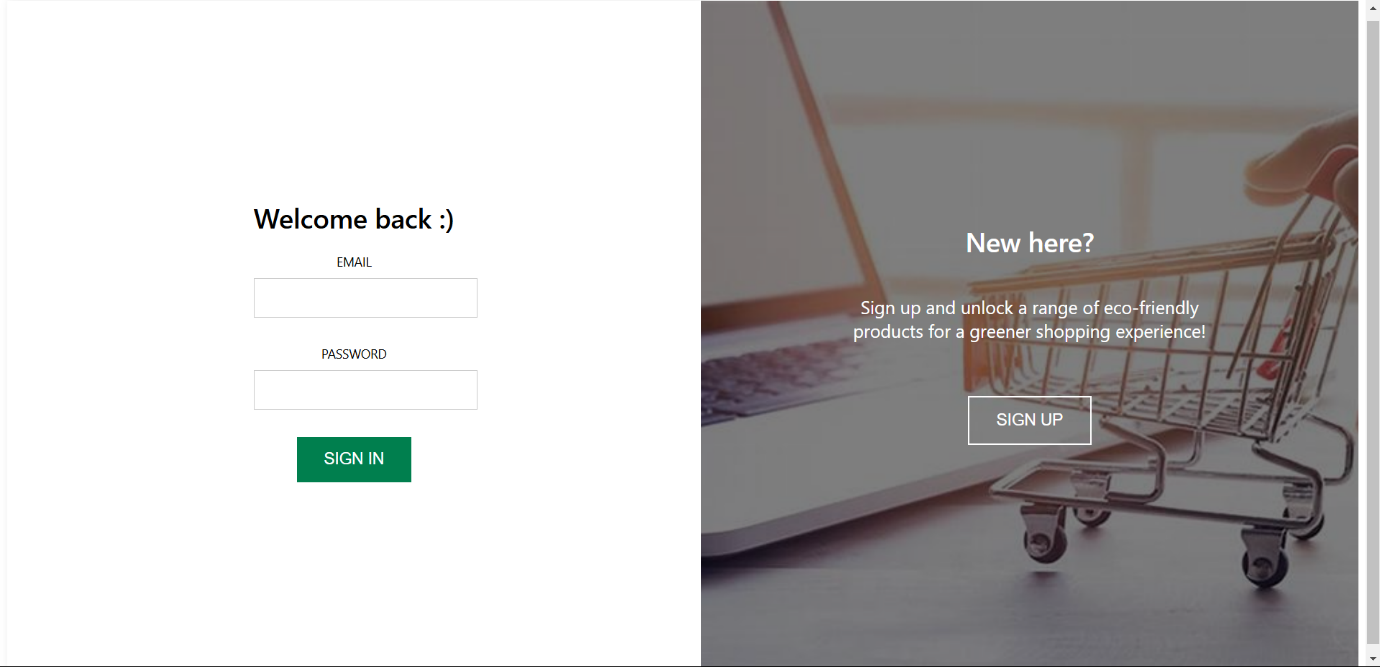 Welcome back :)
EMAIL
PASSWORD
SIGN IN
New here?
Sign up and unlock a range of eco-friendly
products for a greener shopping experience!
SIGN UP